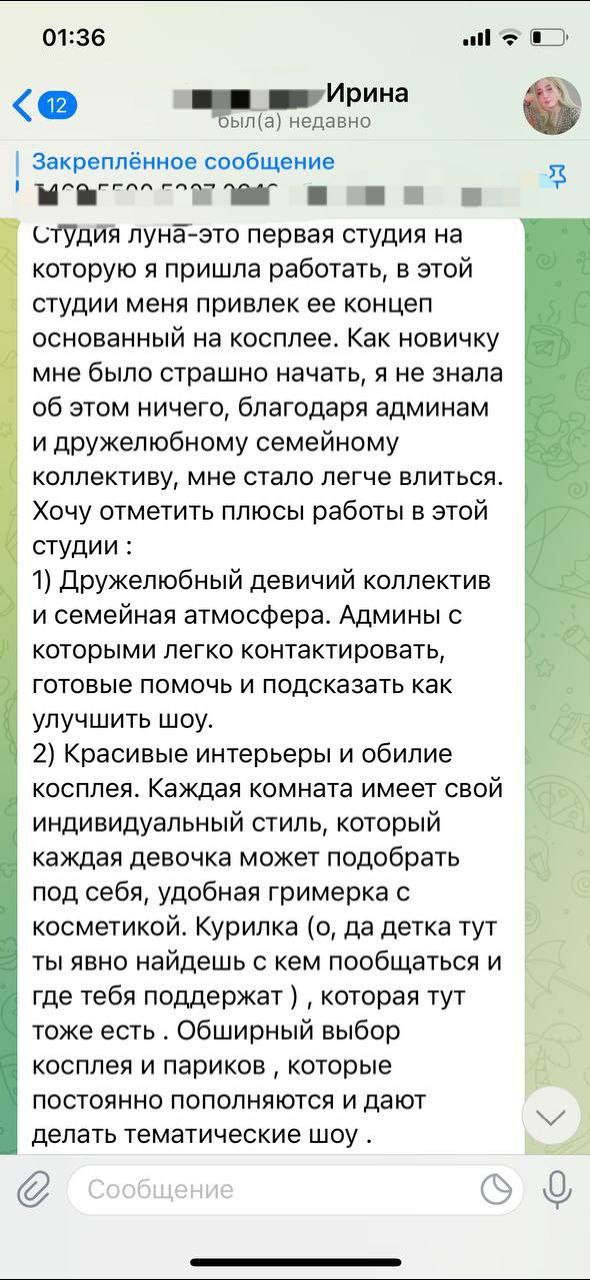 01:36
12
Ирина
был(а) недавно
Закреплённое сообщение
Студия луна-это первая студия на
которую я пришла работать, в этой
студии меня привлек ее концеп
основанный на косплее. Как новичку
мне было страшно начать, я не знала
об этом ничего, благодаря админам
и дружелюбному семейному
коллективу, мне стало легче влиться.
Хочу отметить плюсы работы в этой
студии :
1) Дружелюбный девичий коллектив
и семейная атмосфера. Админы с
которыми легко контактировать,
готовые помочь и подсказать как
улучшить шоу.
2) Красивые интерьеры и обилие
косплея. Каждая комната имеет свой
индивидуальный стиль, который
каждая девочка может подобрать
под себя, удобная гримерка с
косметикой. Курилка (о, да детка тут
ты явно найдешь с кем пообщаться и
где тебя поддержат ) , которая тут
тоже есть . Обширный выбор
косплея и париков , которые
постоянно пополняются и дают
делать тематические шоу .
Сообщение